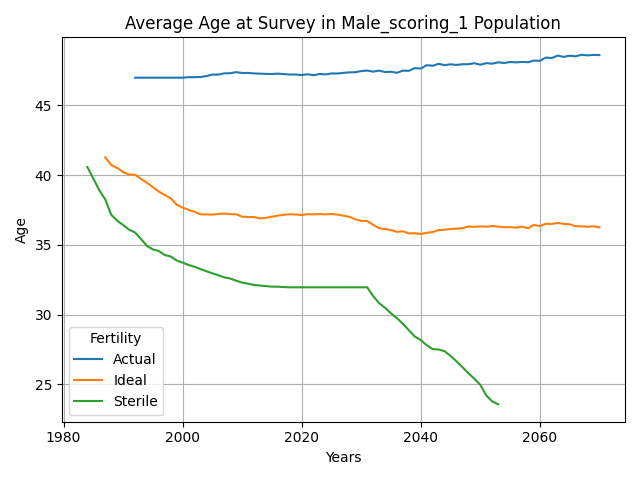 Average Age at Survey in Male_scoring_1 Population
Age
45
40
35
30
25
Fertility
Actual
Ideal
Sterile
1980
2000
2020
2040
2060
Years